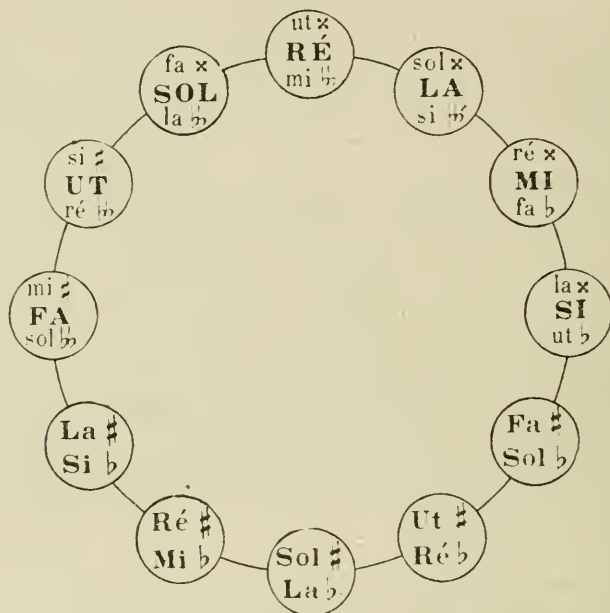 ut 𝄪
RÉ
mi 𝄫
sol 𝄪
LA
si 𝄫
ré 𝄪
MI
fa ♭
la 𝄪
SI
ut ♭
Fa ♯
Sol ♭
Ut ♯
Ré ♭
Sol ♯
La ♭
Ré ♯
Mi ♭
La ♯
Si ♭
mi ♯
FA
sol 𝄫
si ♯
UT
ré 𝄫
fa 𝄪
SOL
la 𝄫